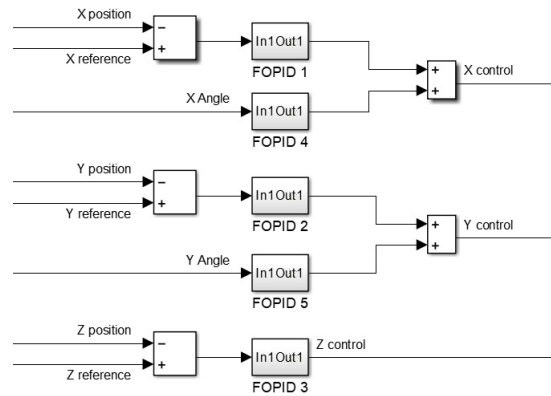 X position
−
+
X reference
In1Out1
FOPID 1
X Angle
In1Out1
FOPID 4
+
+
X control
Y position
−
+
Y reference
In1Out1
FOPID 2
Y Angle
In1Out1
FOPID 5
+
+
Y control
Z position
−
+
Z reference
In1Out1
FOPID 3
Z control